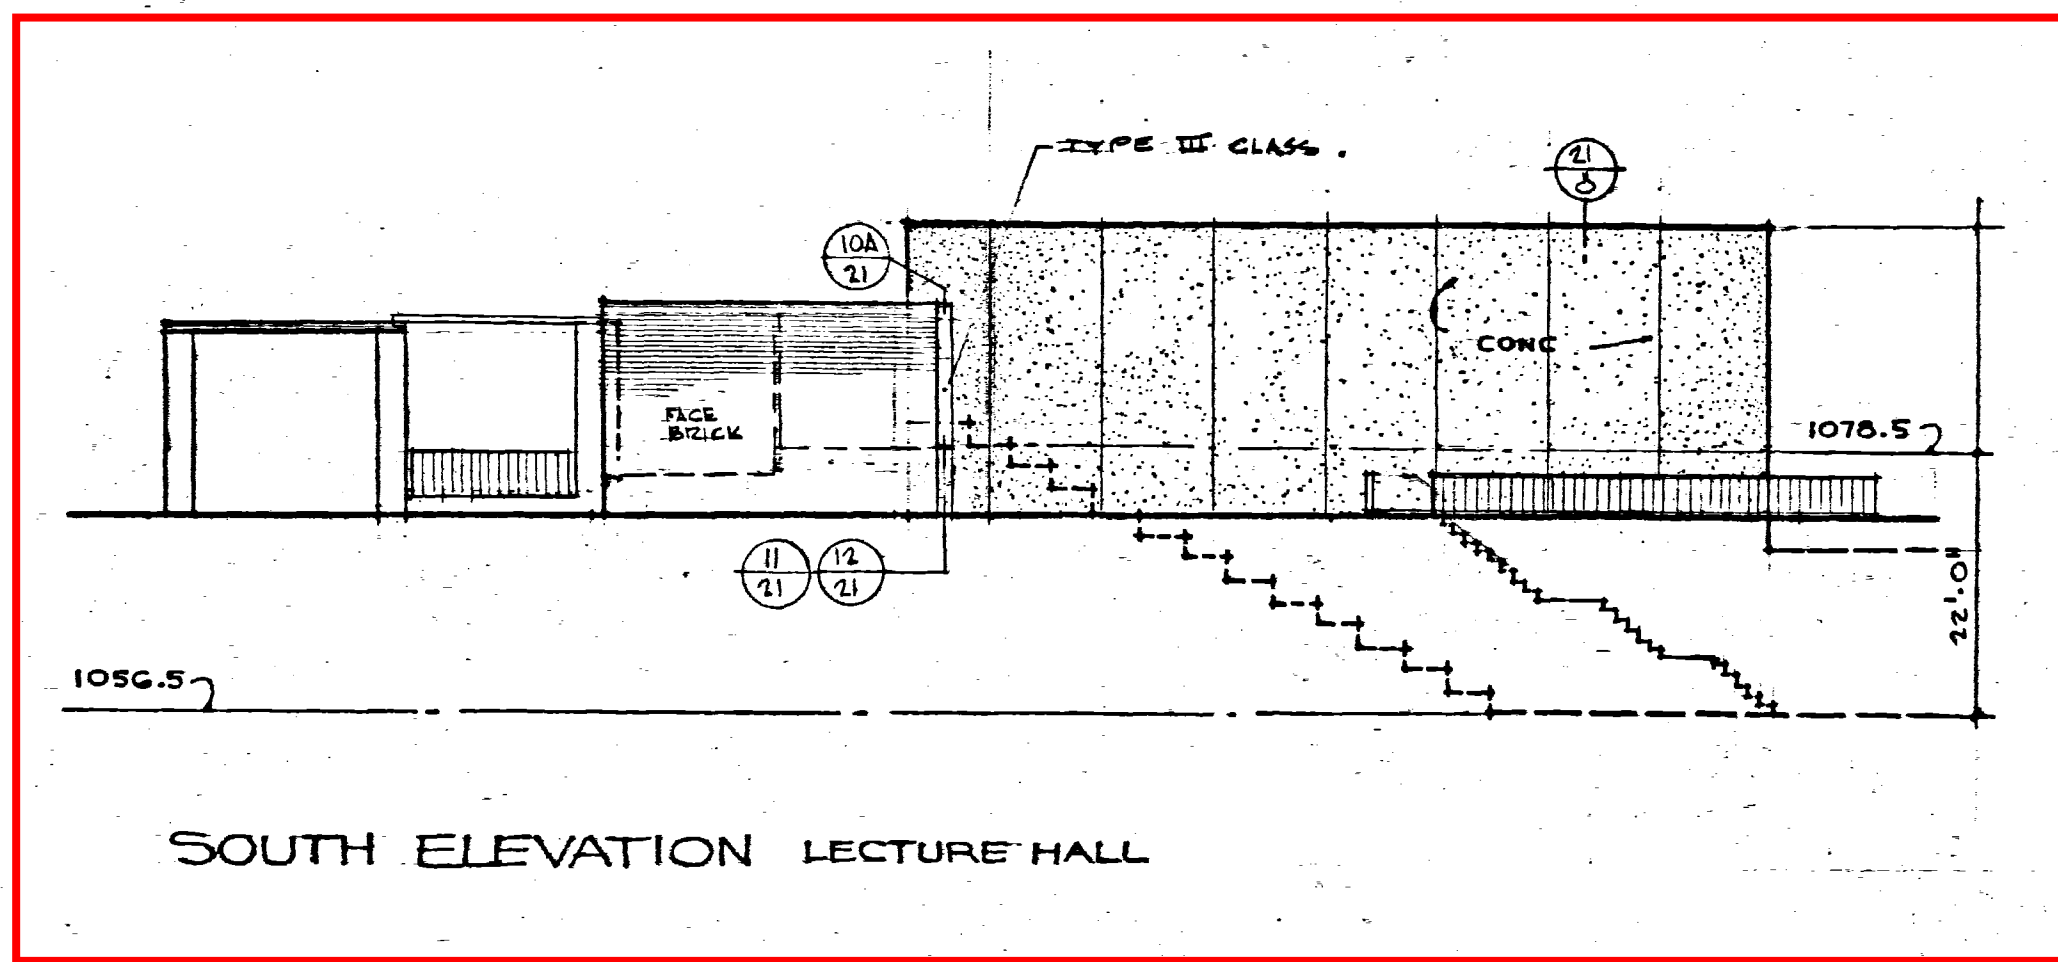 TYPE III GLASS.
21
8
10A
21
CONC
FACE
BRICK
1078.5
11
21
12
21
22'.0"
1056.5
SOUTH ELEVATION LECTURE HALL